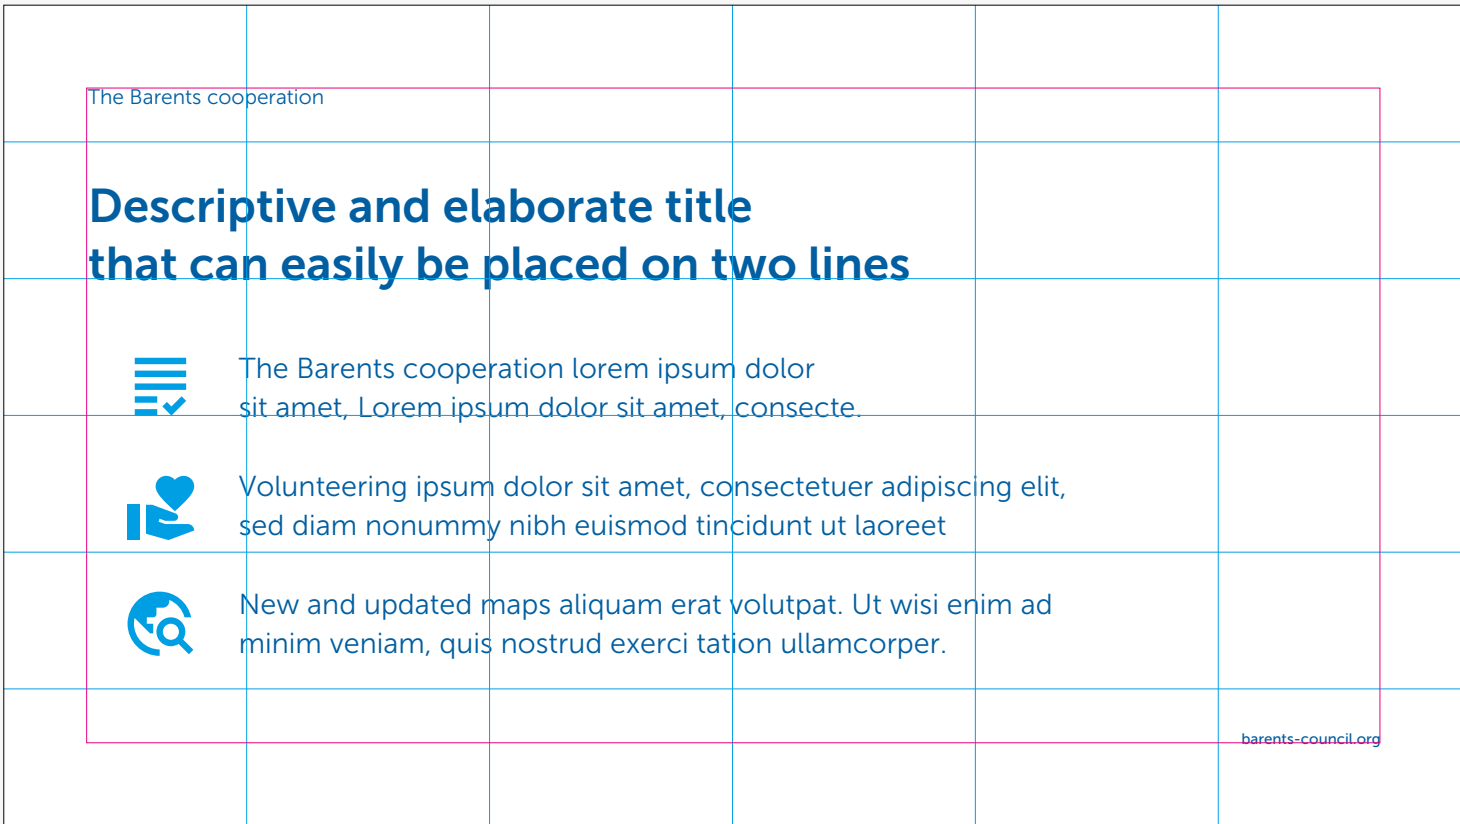 The Barents cooperation
Descriptive and elaborate title
that can easily be placed on two lines
The Barents cooperation lorem ipsum dolor
sit amet, Lorem ipsum dolor sit amet, consecte.
Volunteering ipsum dolor sit amet, consectetuer adipiscing elit,
sed diam nonummy nibh euismod tincidunt ut laoreet
New and updated maps aliquam erat volutpat. Ut wisi enim ad
minim veniam, quis nostrud exerci tation ullamcorper.
barents-council.org